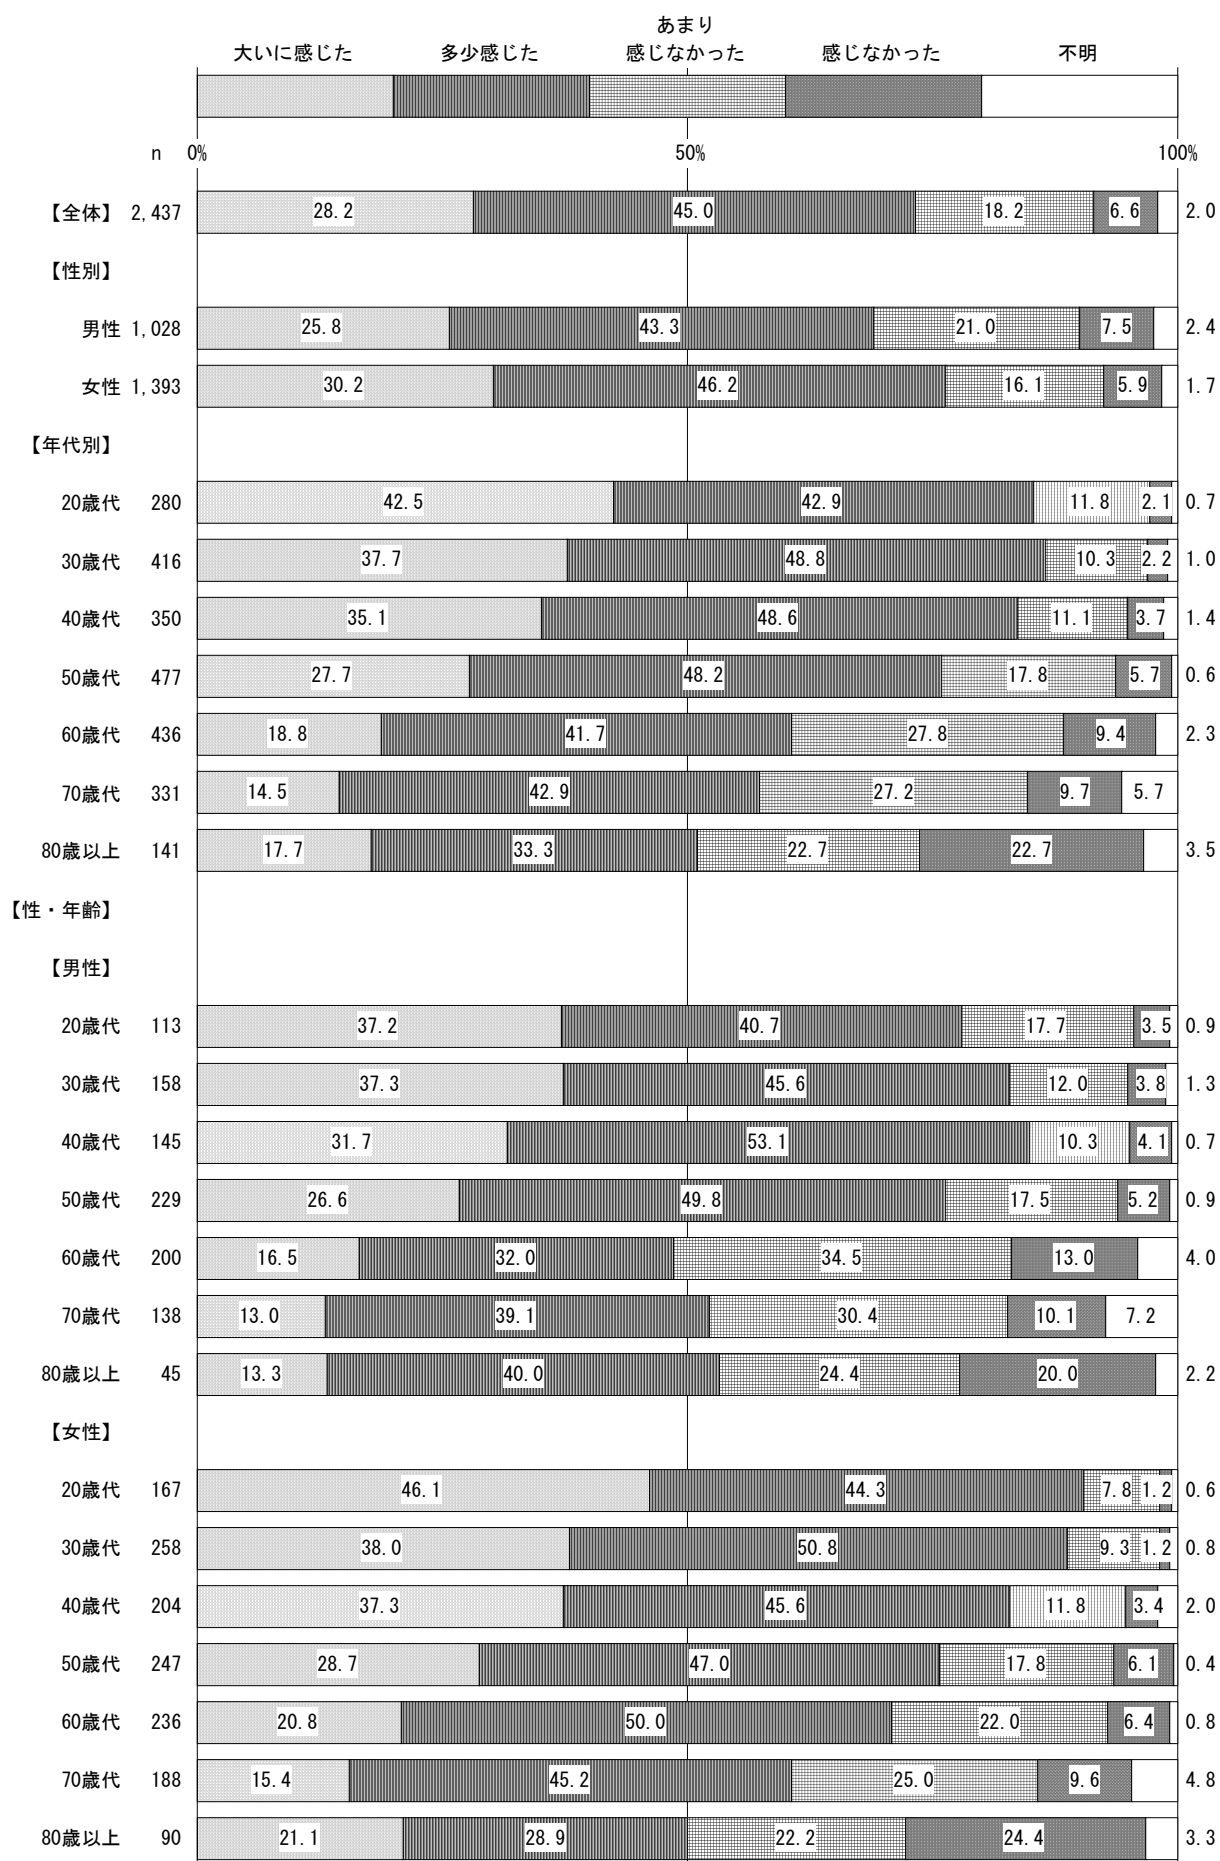 あまり
大いに感じた 多少感じた 感じなかった 感じなかった 不明
n 0% 50% 100%
【全体】 2,437 28.2 45.0 18.2 6.6 2.0
【性別】
男性 1,028 25.8 43.3 21.0 7.5 2.4
女性 1,393 30.2 46.2 16.1 5.9 1.7
【年代別】
20歳代 280 42.5 42.9 11.8 2.1 0.7
30歳代 416 37.7 48.8 10.3 2.2 1.0
40歳代 350 35.1 48.6 11.1 3.7 1.4
50歳代 477 27.7 48.2 17.8 5.7 0.6
60歳代 436 18.8 41.7 27.8 9.4 2.3
70歳代 331 14.5 42.9 27.2 9.7 5.7
80歳以上 141 17.7 33.3 22.7 22.7 3.5
【性・年齢】
【男性】
20歳代 113 37.2 40.7 17.7 3.5 0.9
30歳代 158 37.3 45.6 12.0 3.8 1.3
40歳代 145 31.7 53.1 10.3 4.1 0.7
50歳代 229 26.6 49.8 17.5 5.2 0.9
60歳代 200 16.5 32.0 34.5 13.0 4.0
70歳代 138 13.0 39.1 30.4 10.1 7.2
80歳以上 45 13.3 40.0 24.4 20.0 2.2
【女性】
20歳代 167 46.1 44.3 7.8 1.2 0.6
30歳代 258 38.0 50.8 9.3 1.2 0.8
40歳代 204 37.3 45.6 11.8 3.4 2.0
50歳代 247 28.7 47.0 17.8 6.1 0.4
60歳代 236 20.8 50.0 22.0 6.4 0.8
70歳代 188 15.4 45.2 25.0 9.6 4.8
80歳以上 90 21.1 28.9 22.2 24.4 3.3